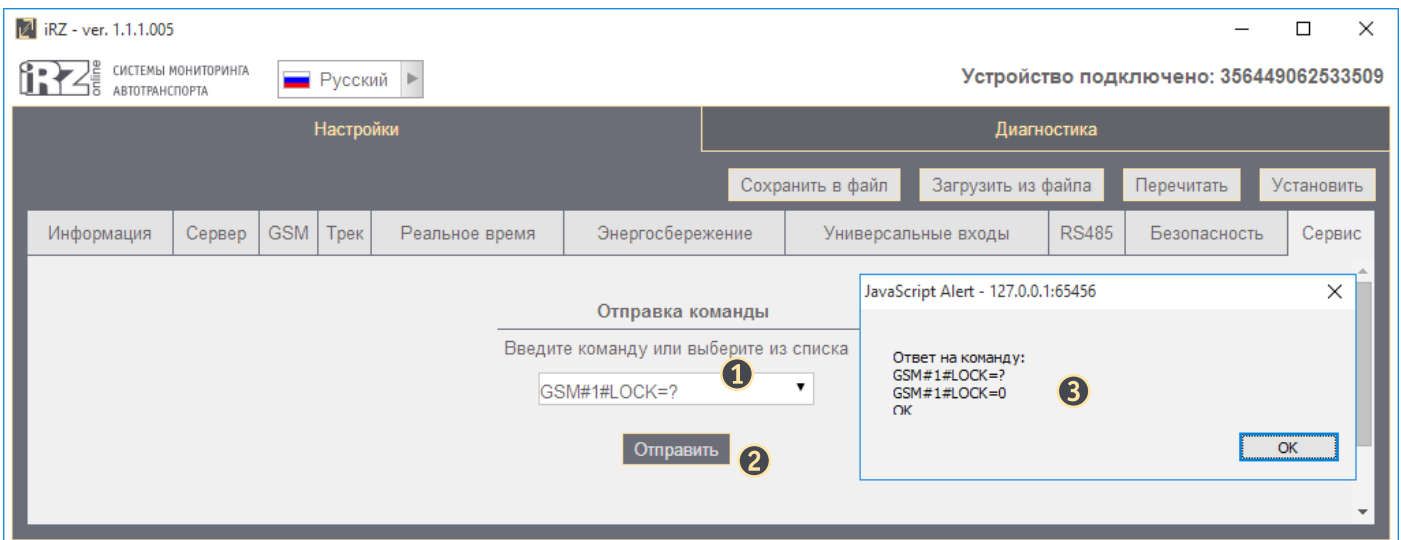 iRZ - ver. 1.1.1.005
iRZ online СИСТЕМЫ МОНИТОРИНГА
АВТОТРАНСПОРТА
Русский
Устройство подключено: 356449062533509
Настройки Диагностика
Сохранить в файл Загрузить из файла Перечитать Установить
Информация Сервер GSM Трек Реальное время Энергосбережение Универсальные входы RS485 Безопасность Сервис
Отправка команды
Введите команду или выберите из списка
GSM#1#LOCK=? 1
Отправить 2
JavaScript Alert - 127.0.0.1:65456
Ответ на команду:
GSM#1#LOCK=?
GSM#1#LOCK=0
OK
3
OK